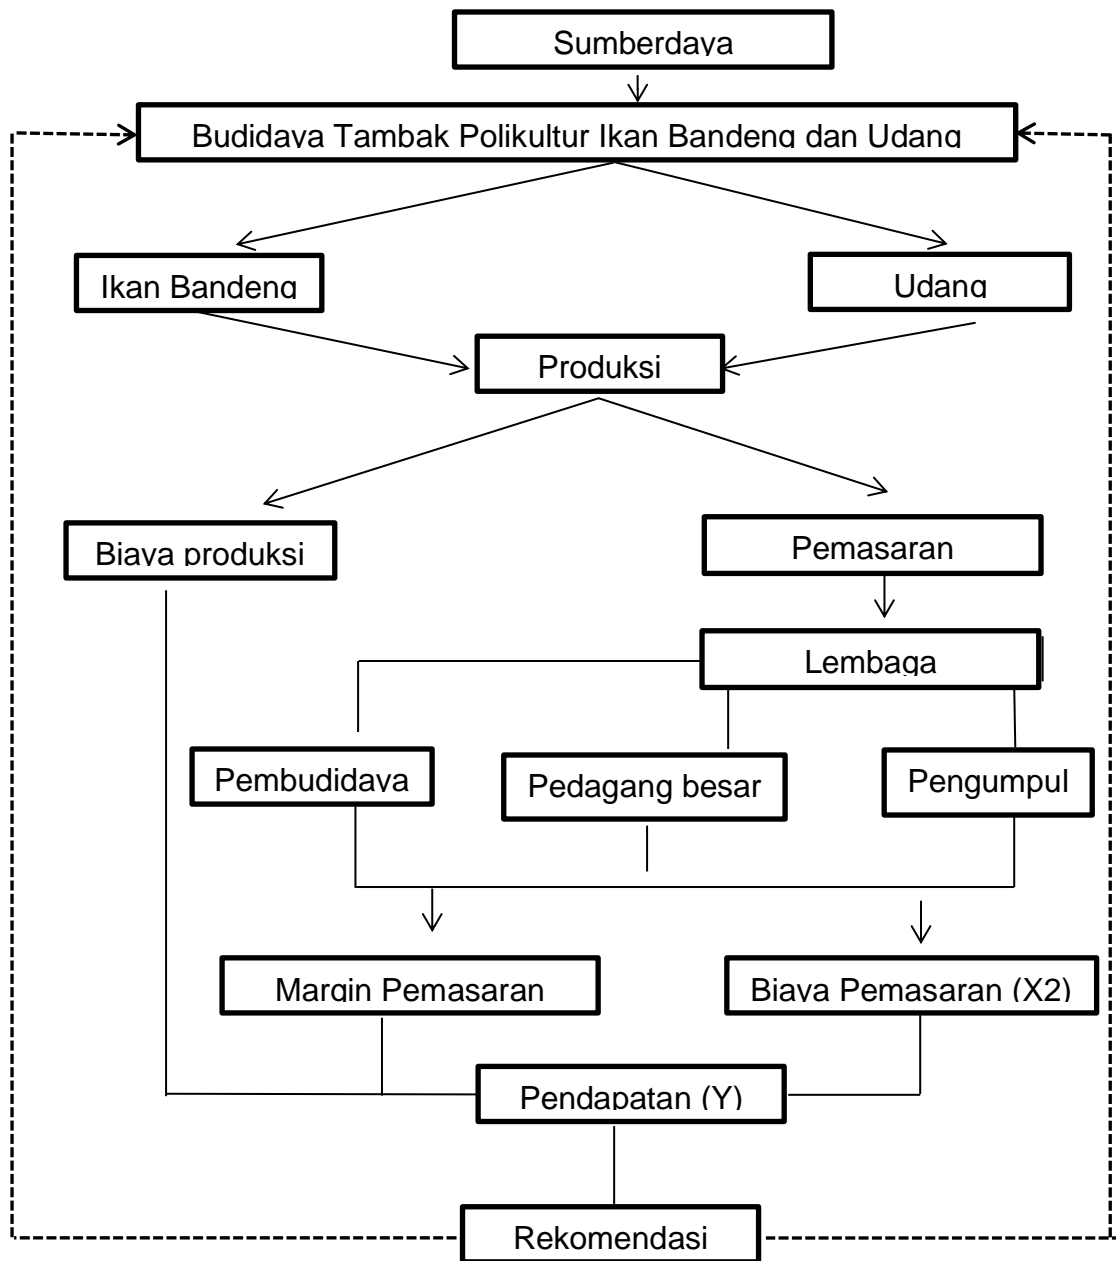 Sumberdaya
Budidaya Tambak Polikultur Ikan Bandeng dan Udang
Ikan Bandeng
Udang
Produksi
Biaya produksi
Pemasaran
Lembaga
Pembudidaya
Pedagang besar
Pengumpul
Margin Pemasaran
Biaya Pemasaran (X2)
Pendapatan (Y)
Rekomendasi